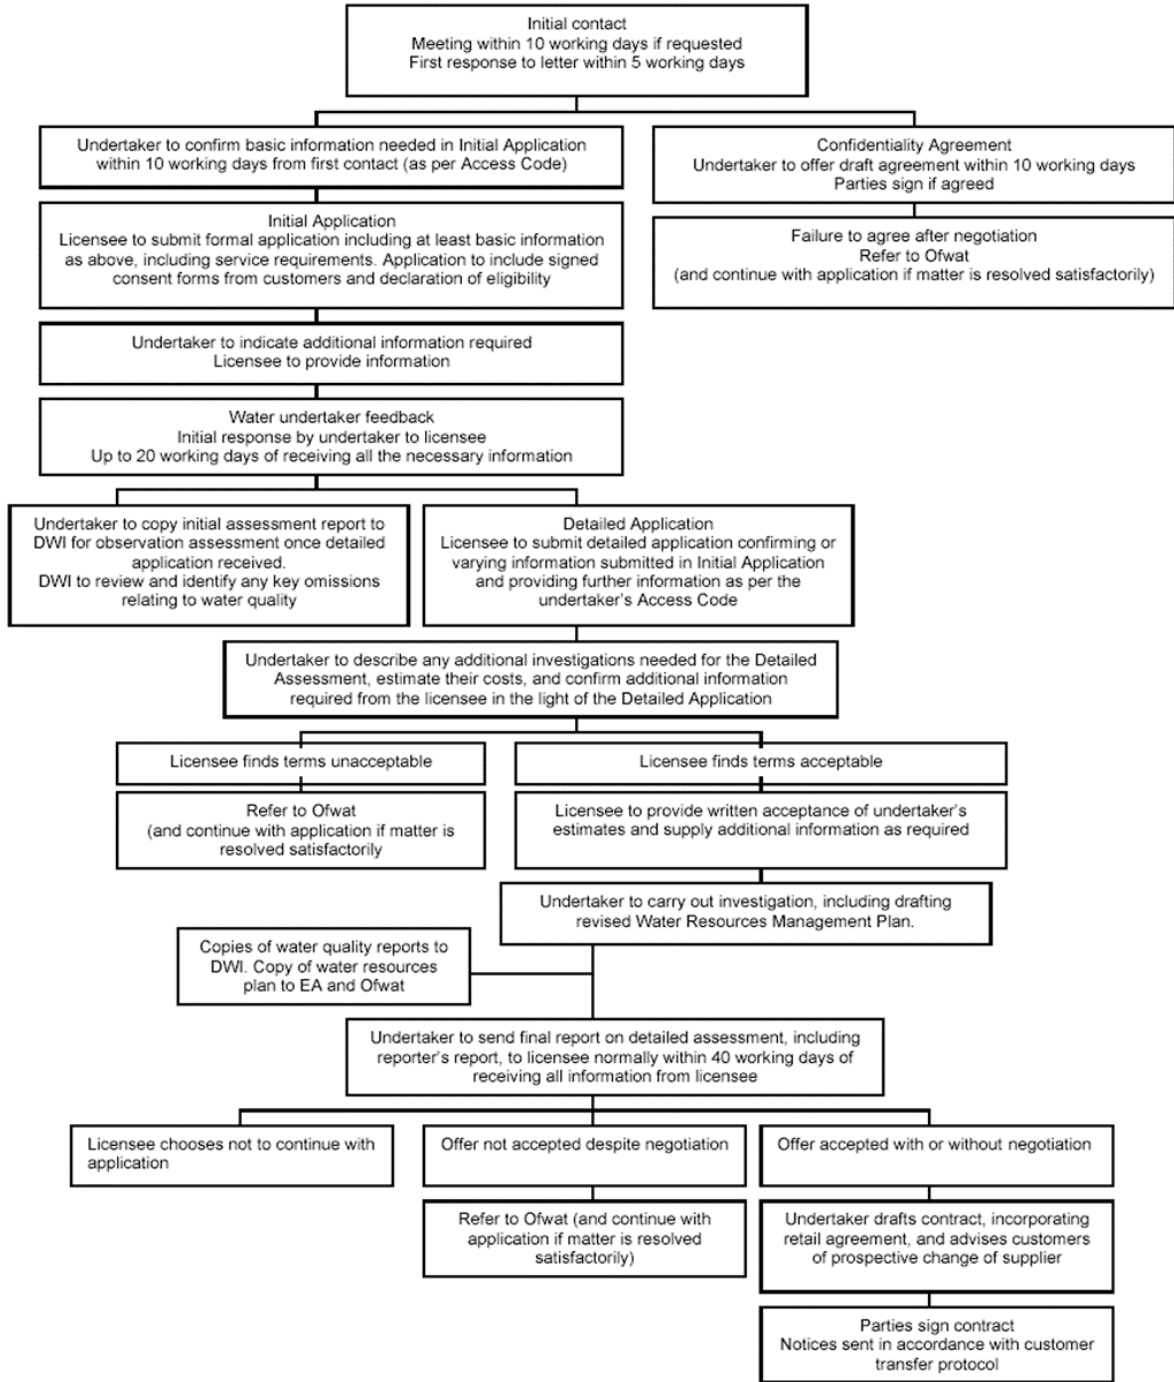 Initial contact
Meeting within 10 working days if requested
First response to letter within 5 working days
Undertaker to confirm basic information needed in Initial Application
within 10 working days from first contact (as per Access Code)
Confidentiality Agreement
Undertaker to offer draft agreement within 10 working days
Parties sign if agreed
Initial Application
Licensee to submit formal application including at least basic information
as above, including service requirements. Application to include signed
consent forms from customers and declaration of eligibility
Failure to agree after negotiation
Refer to Ofwat
(and continue with application if matter is resolved satisfactorily)
Undertaker to indicate additional information required
Licensee to provide information
Water undertaker feedback
Initial response by undertaker to licensee
Up to 20 working days of receiving all the necessary information
Undertaker to copy initial assessment report to
DWI for observation assessment once detailed
application received.
DWI to review and identify any key omissions
relating to water quality
Detailed Application
Licensee to submit detailed application confirming or
varying information submitted in Initial Application
and providing further information as per the
undertaker's Access Code
Undertaker to describe any additional investigations needed for the Detailed
Assessment, estimate their costs, and confirm additional information
required from the licensee in the light of the Detailed Application
Licensee finds terms unacceptable
Licensee finds terms acceptable
Refer to Ofwat
(and continue with application if matter is
resolved satisfactorily
Licensee to provide written acceptance of undertaker's
estimates and supply additional information as required
Undertaker to carry out investigation, including drafting
revised Water Resources Management Plan.
Copies of water quality reports to
DWI. Copy of water resources
plan to EA and Ofwat
Undertaker to send final report on detailed assessment, including
reporter's report, to licensee normally within 40 working days of
receiving all information from licensee
Licensee chooses not to continue with
application
Offer not accepted despite negotiation
Offer accepted with or without negotiation
Refer to Ofwat (and continue with
application if matter is resolved
satisfactorily)
Undertaker drafts contract, incorporating
retail agreement, and advises customers
of prospective change of supplier
Parties sign contract
Notices sent in accordance with customer
transfer protocol